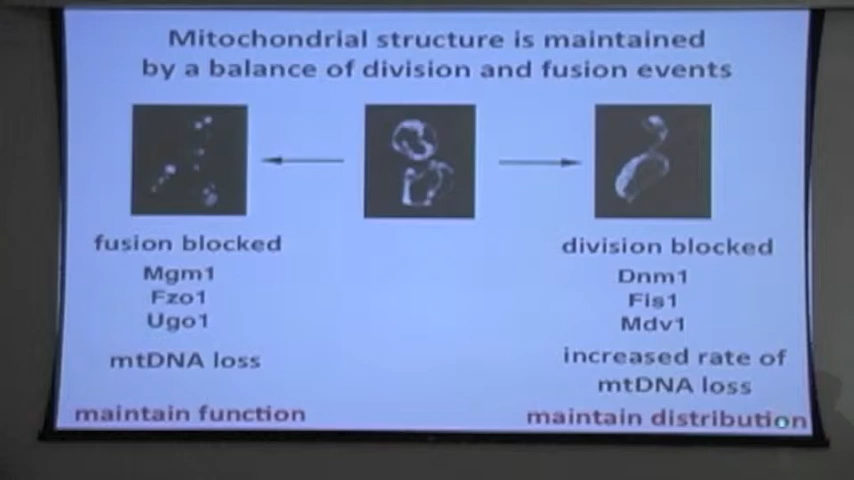 Mitochondrial structure is maintained
by a balance of division and fusion events
fusion blocked
Mgm1
Fzo1
Ugo1
mtDNA loss
maintain function
division blocked
Dnm1
Fis1
Mdv1
increased rate of
mtDNA loss
maintain distribution